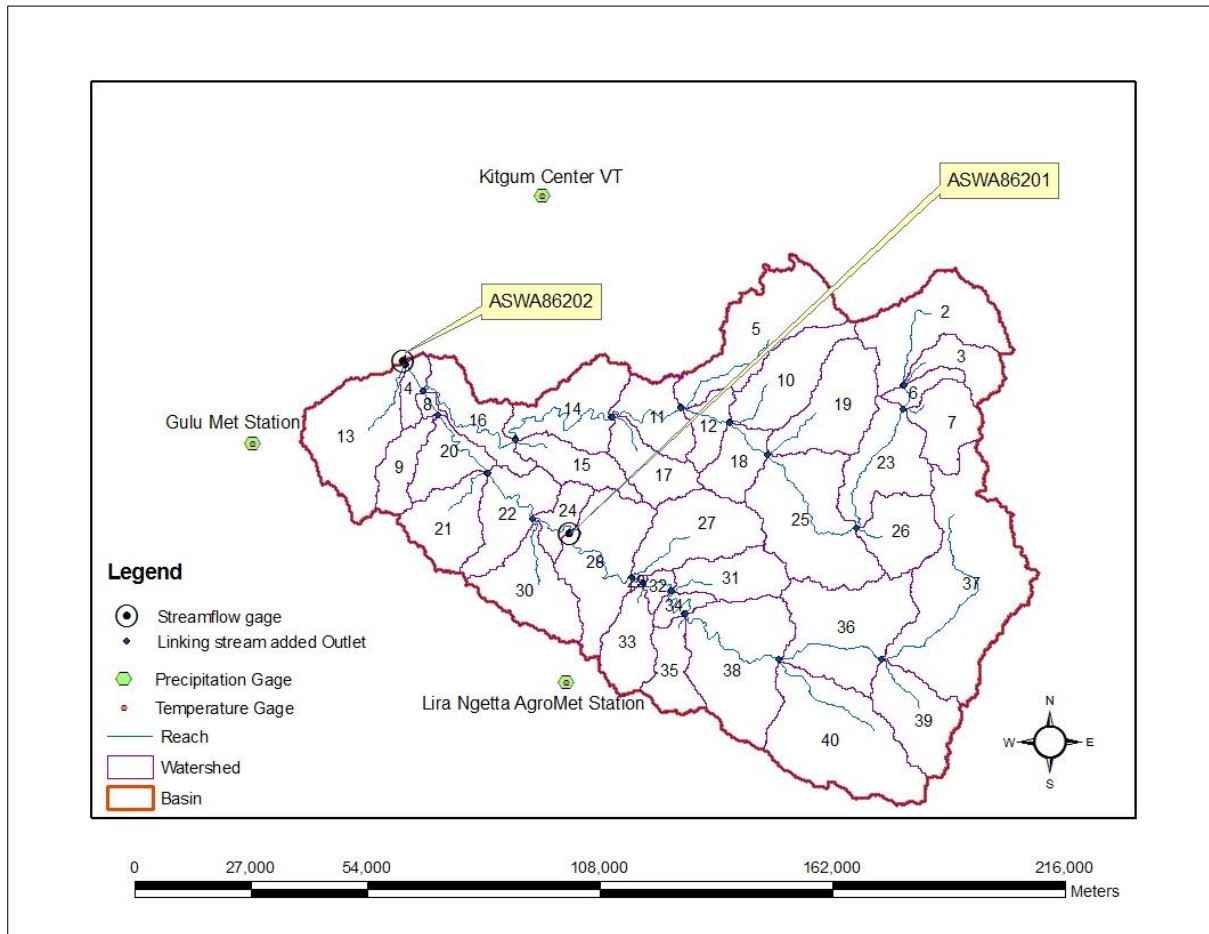 Kitgum Center VT
ASWA86201
ASWA86202
Gulu Met Station
Lira Ngetta AgroMet Station
2
3
5
6
7
10
19
4
8
16
14
11
12
13
9
20
15
17
18
23
21
22
24
25
26
27
28
29
32
31
30
34
33
35
36
37
38
39
40
Legend
Streamflow gage
Linking stream added Outlet
Precipitation Gage
Temperature Gage
Reach
Watershed
Basin
N
W
E
S
0
27,000
54,000
108,000
162,000
216,000
Meters